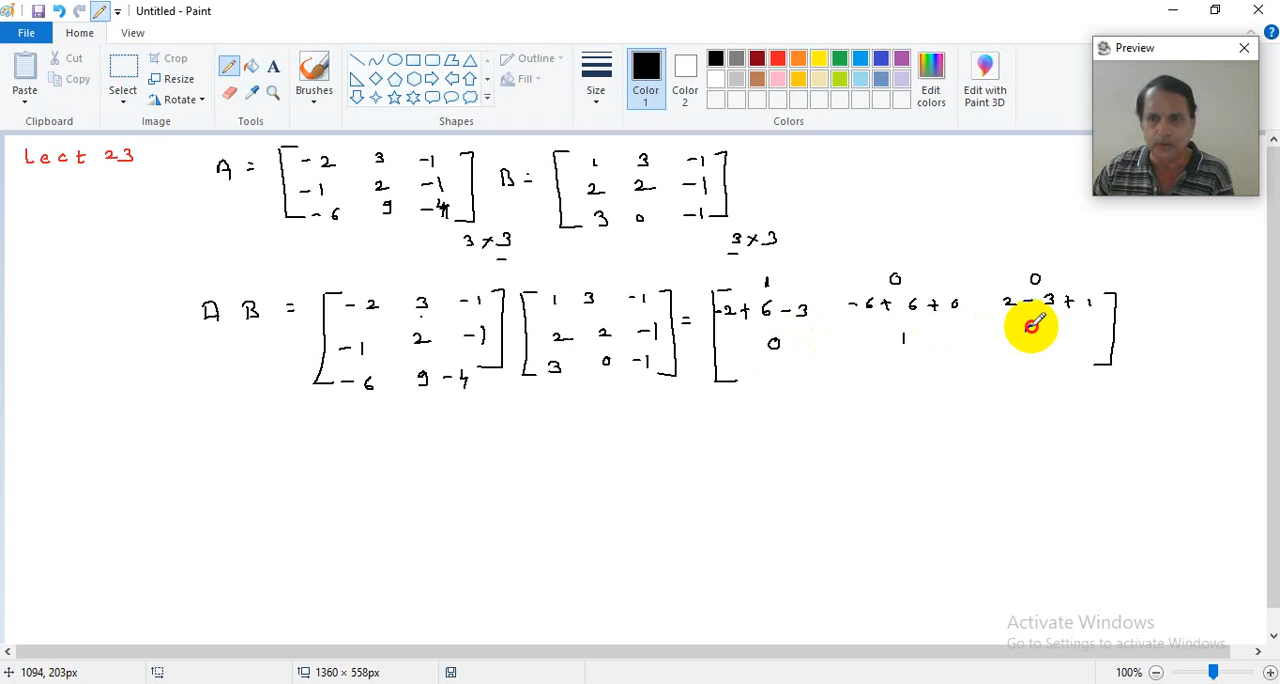 Untitled - Paint
File Home View
Paste Cut Copy Select Crop Resize Rotate A Brushes Outline Fill Size Color 1 Color 2 Edit colors Edit with Paint 3D
Clipboard Image Tools Shapes Colors
Preview
Lect 23
A = [ -2 3 -1 B = [ 1 3 -1
-1 2 -1 2 2 -1
-6 9 -4 ] 3 0 -1 ]
3 × 3 3 × 3
1 0 0
A B = [ -2 3 -1 [ 1 3 -1 = [ -2 + 6 - 3 -6 + 6 + 0 2 - 3 + 1
-1 2 -1 2 2 -1 0 1 ]
-6 9 -4 ] 3 0 -1 ]
Activate Windows
Go to Settings to activate Windows.
1094, 203px 1360 × 558px 100%